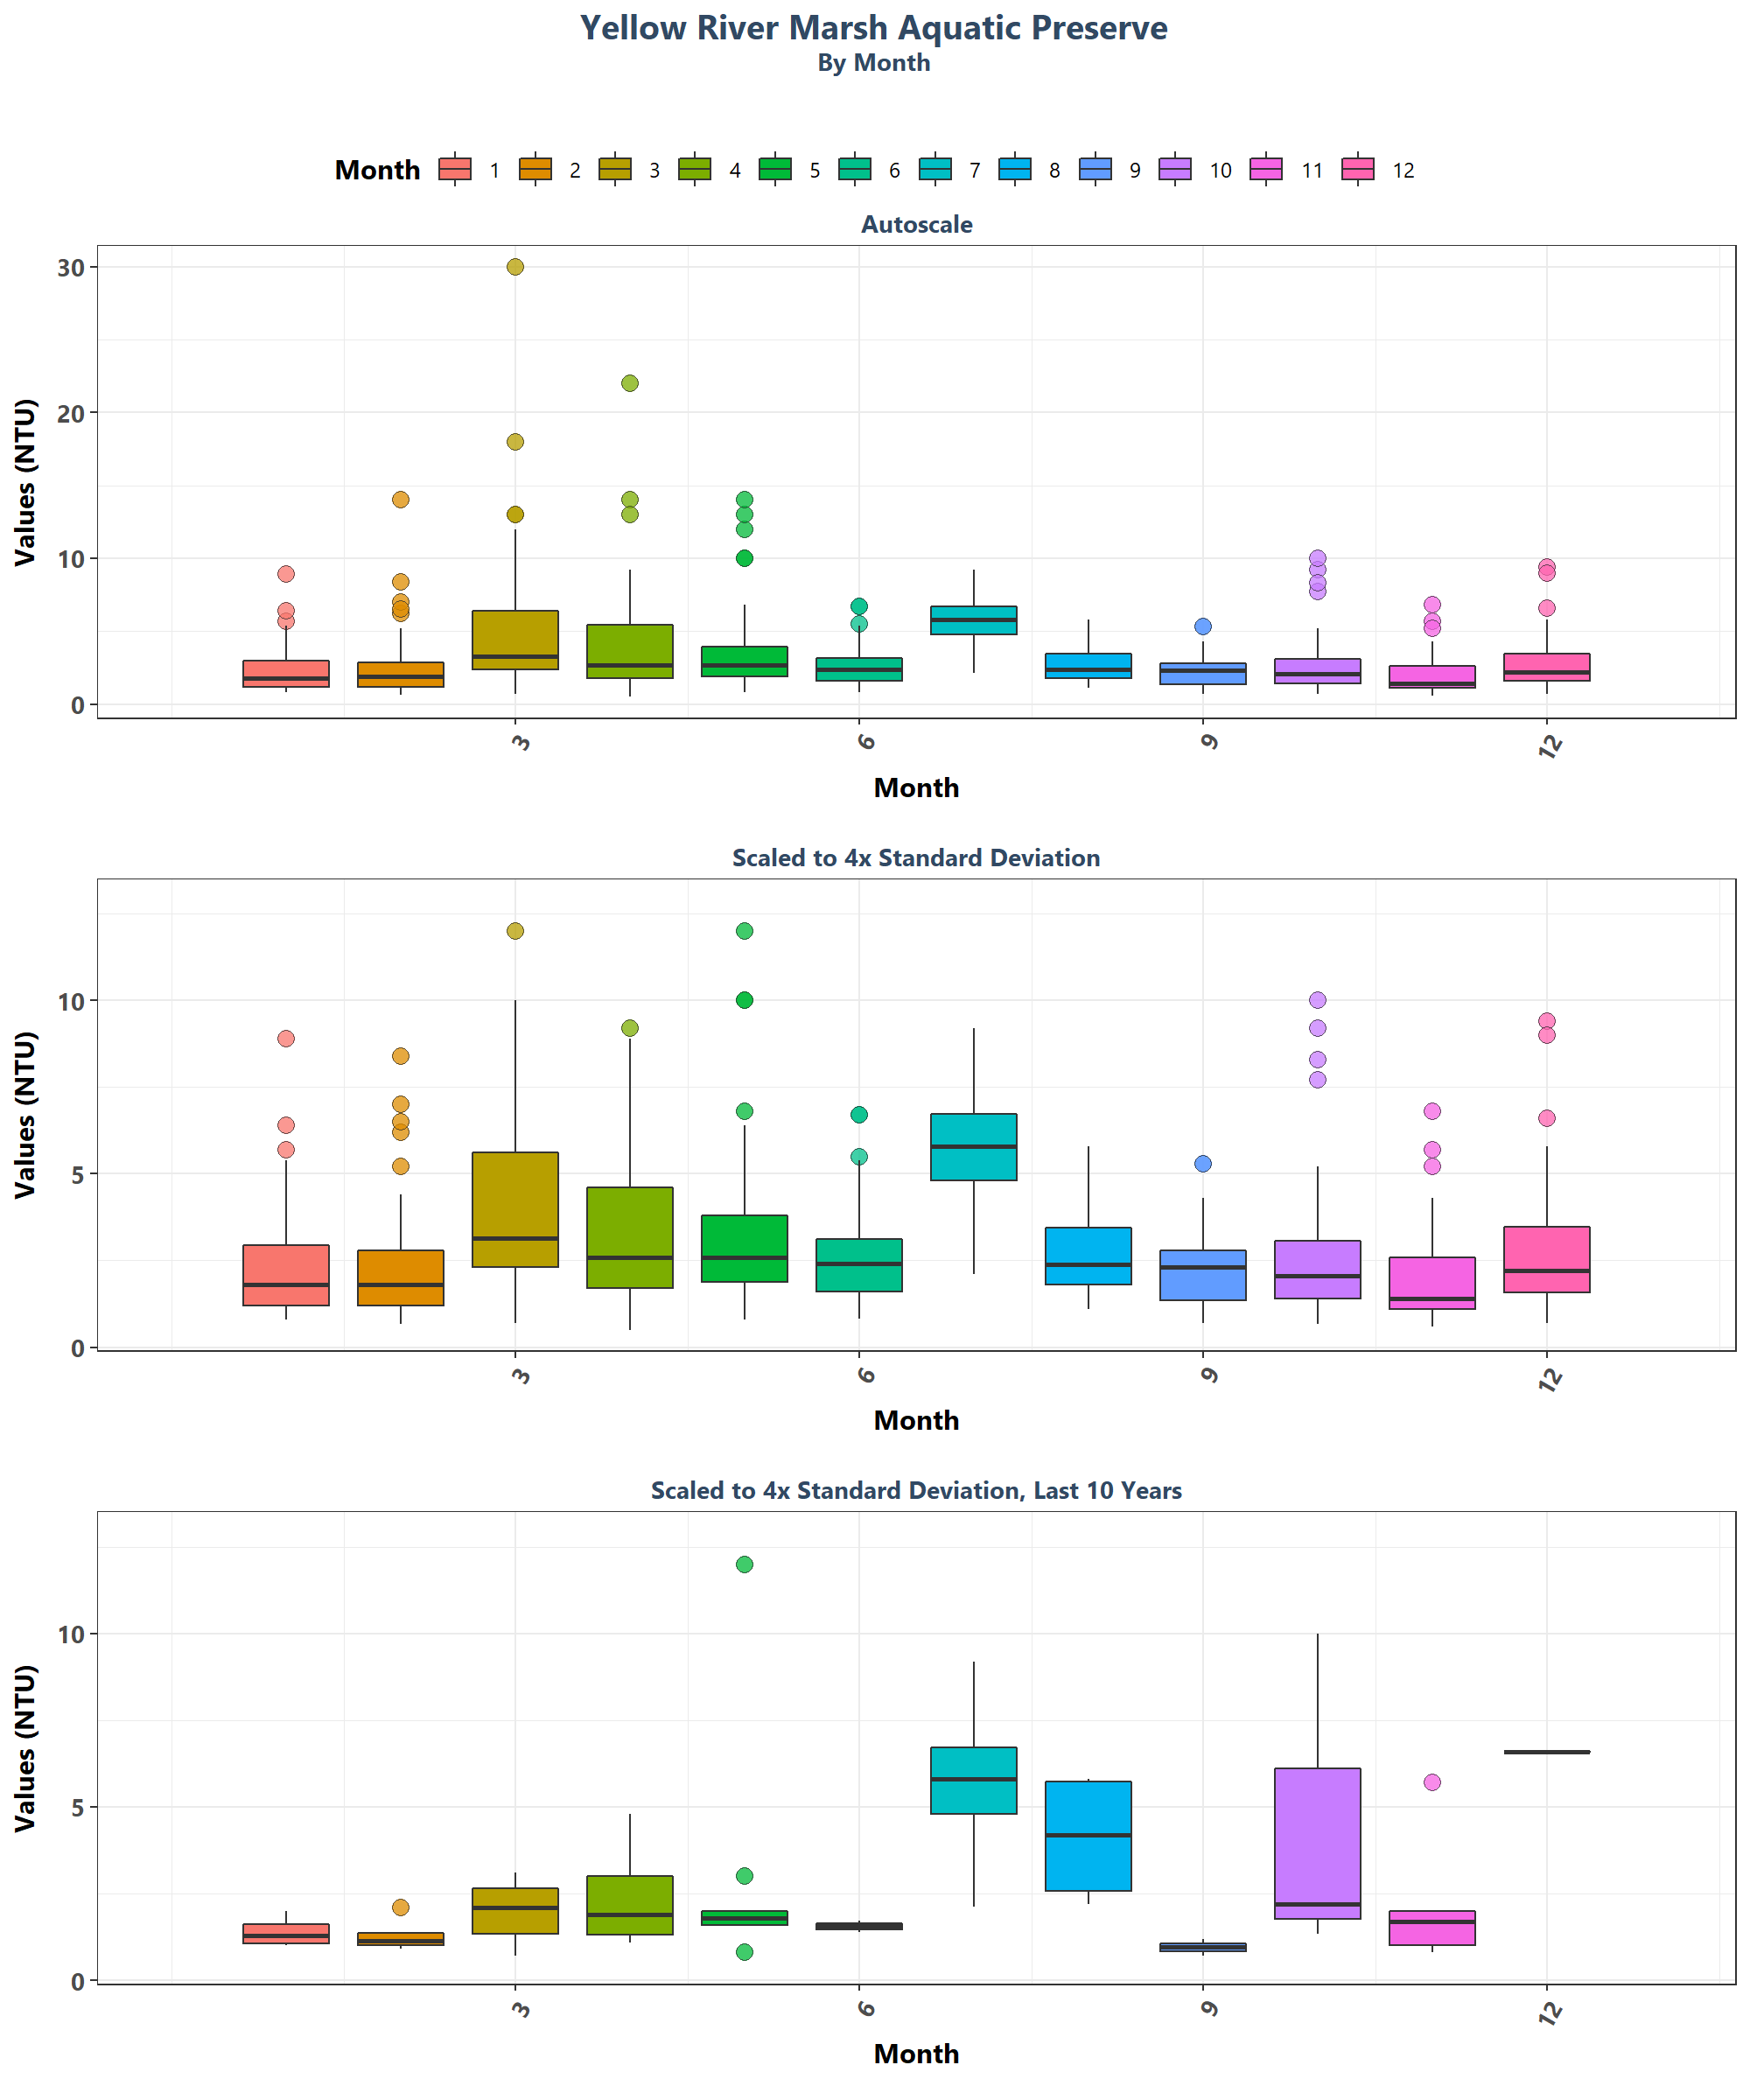 Yellow River Marsh Aquatic Preserve
By Month
Month 1 2 3 4 5 6 7 8 9 10 11 12
Autoscale
Values (NTU)
30
20
10
0
3 6 9 12
Month
Scaled to 4x Standard Deviation
Values (NTU)
10
5
0
3 6 9 12
Month
Scaled to 4x Standard Deviation, Last 10 Years
Values (NTU)
10
5
0
3 6 9 12
Month